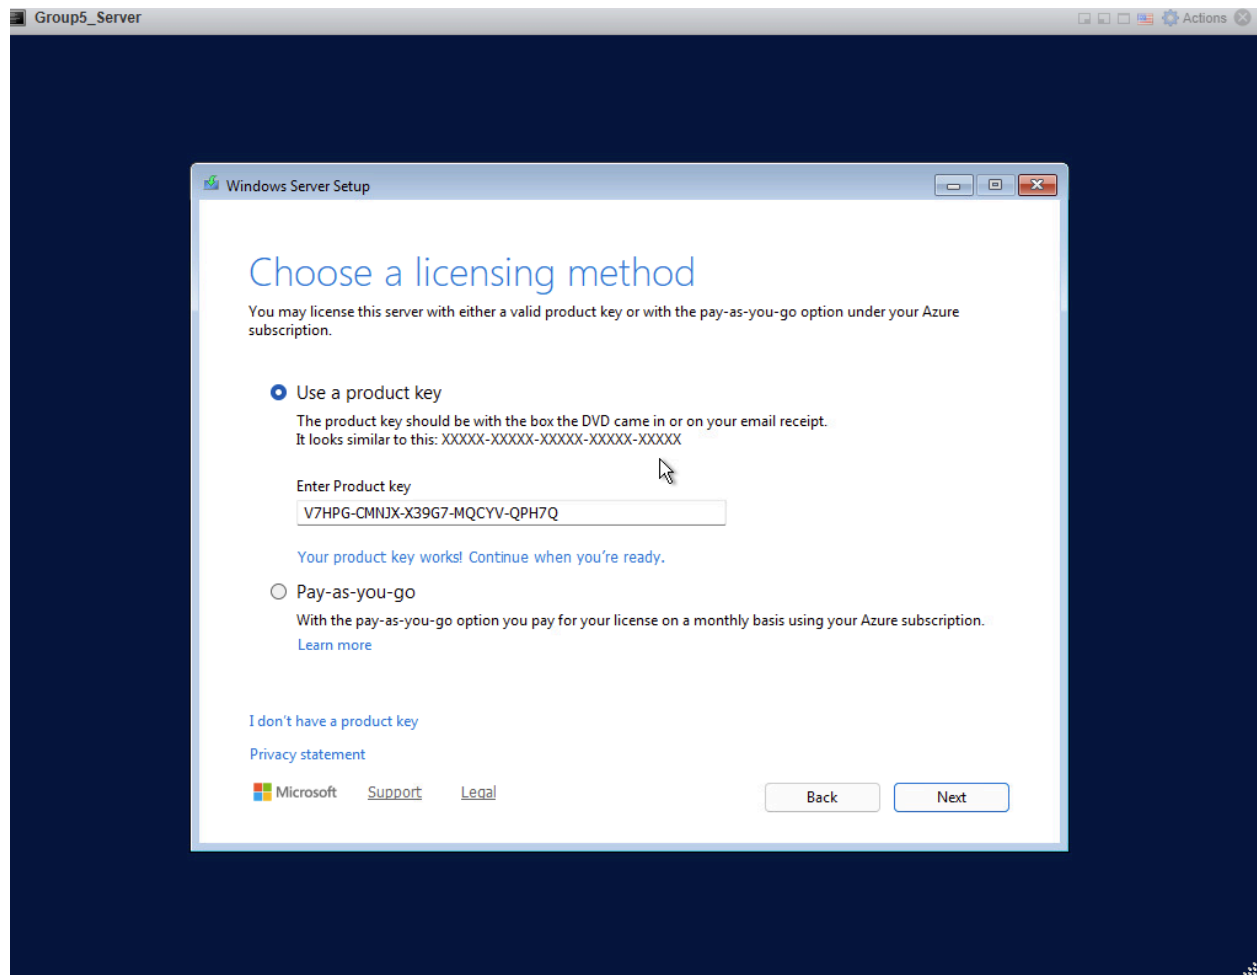 Group5_Server
Actions
Windows Server Setup
Choose a licensing method
You may license this server with either a valid product key or with the pay-as-you-go option under your Azure
subscription.
Use a product key
The product key should be with the box the DVD came in or on your email receipt.
It looks similar to this: XXXXX-XXXXX-XXXXX-XXXXX-XXXXX
Enter Product key
V7HPG-CMNJX-X39G7-MQCYV-QPH7Q
Your product key works! Continue when you're ready.
Pay-as-you-go
With the pay-as-you-go option you pay for your license on a monthly basis using your Azure subscription.
Learn more
I don't have a product key
Privacy statement
Microsoft Support Legal
Back Next